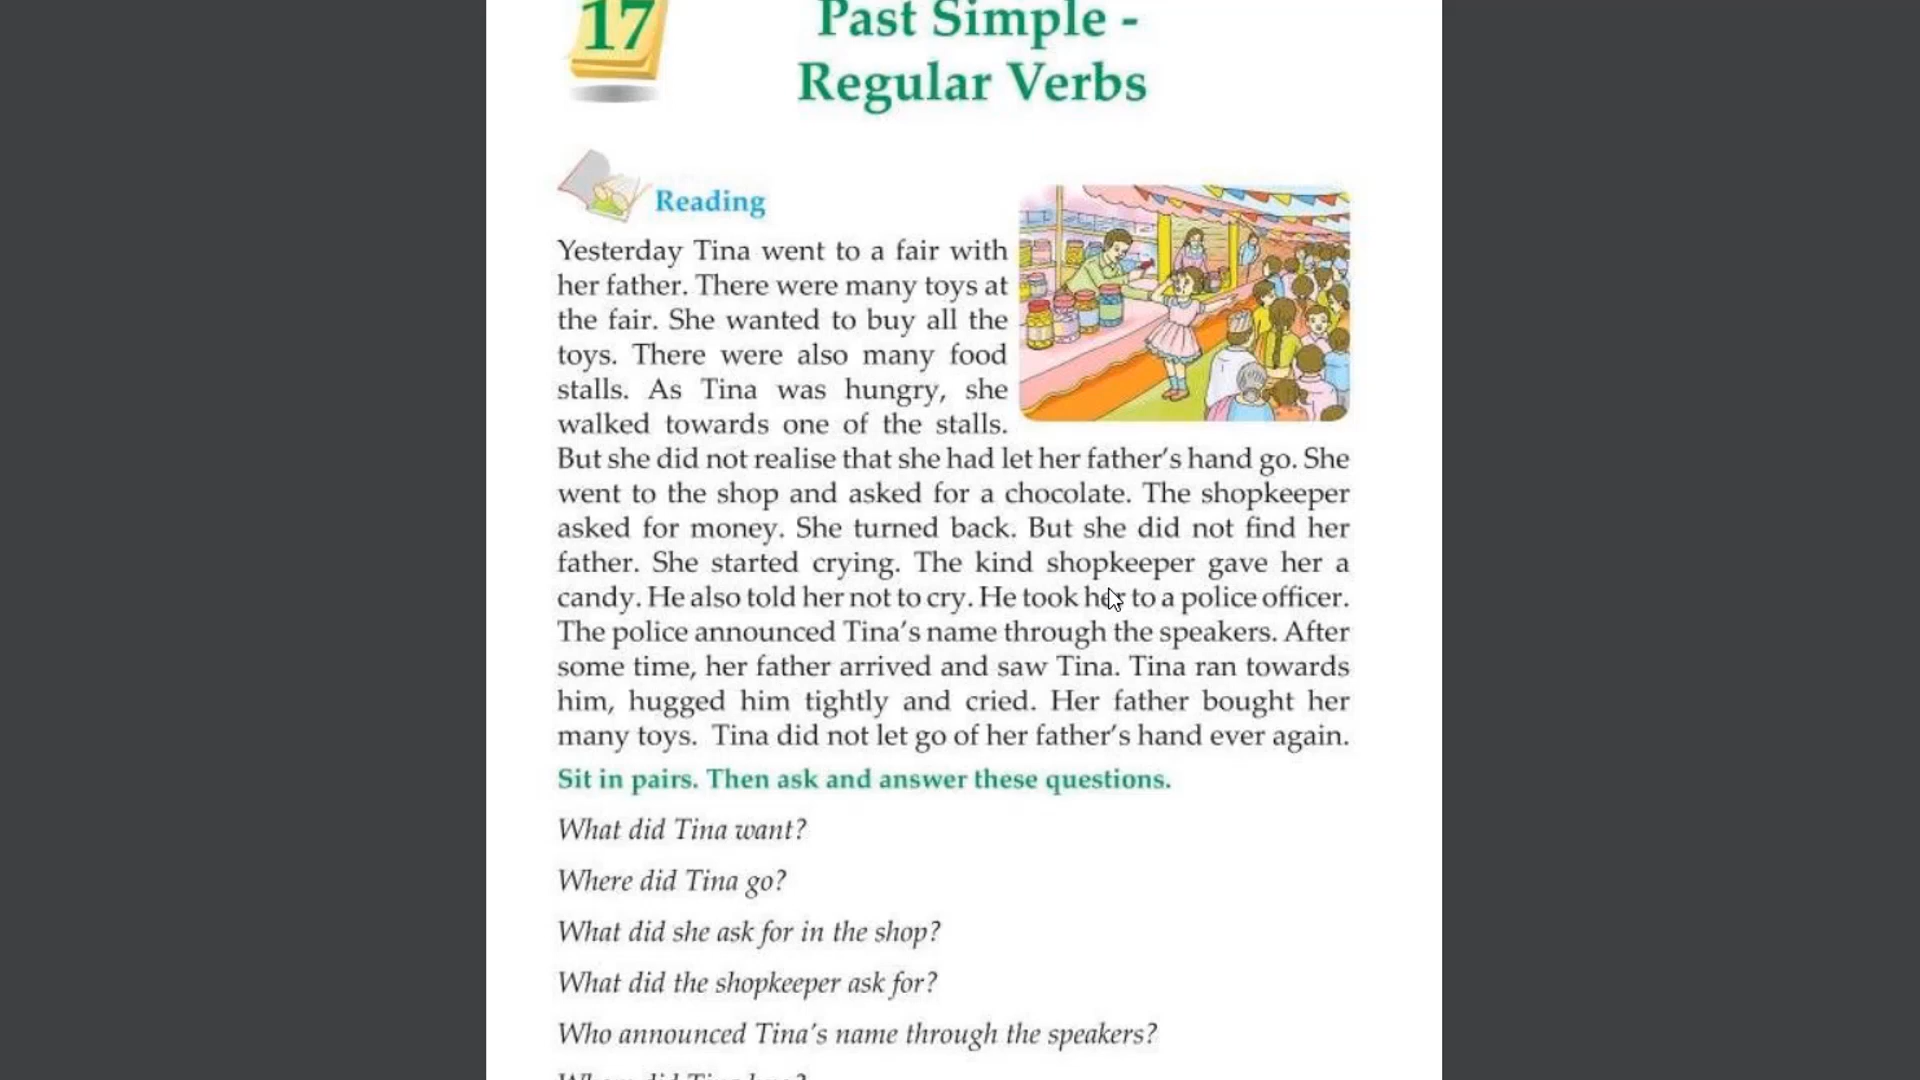 17
Past Simple -
Regular Verbs
Reading
Yesterday Tina went to a fair with
her father. There were many toys at
the fair. She wanted to buy all the
toys. There were also many food
stalls. As Tina was hungry, she
walked towards one of the stalls.
But she did not realise that she had let her father's hand go. She
went to the shop and asked for a chocolate. The shopkeeper
asked for money. She turned back. But she did not find her
father. She started crying. The kind shopkeeper gave her a
candy. He also told her not to cry. He took her to a police officer.
The police announced Tina's name through the speakers. After
some time, her father arrived and saw Tina. Tina ran towards
him, hugged him tightly and cried. Her father bought her
many toys. Tina did not let go of her father's hand ever again.
Sit in pairs. Then ask and answer these questions.
What did Tina want?
Where did Tina go?
What did she ask for in the shop?
What did the shopkeeper ask for?
Who announced Tina's name through the speakers?